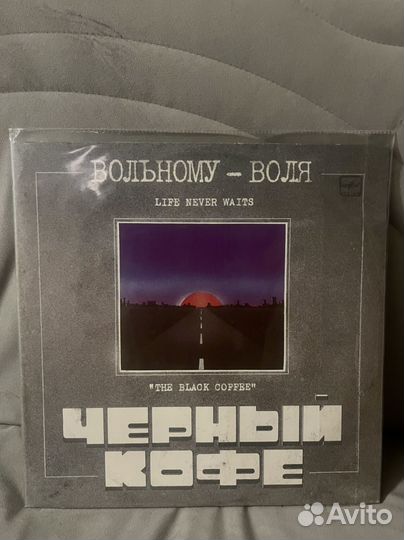 ВОЛЬНОМУ – ВОЛЯ
LIFE NEVER WAITS
"THE BLACK COFFEE"
ЧЕРНЫЙ
КОФЕ
Avito